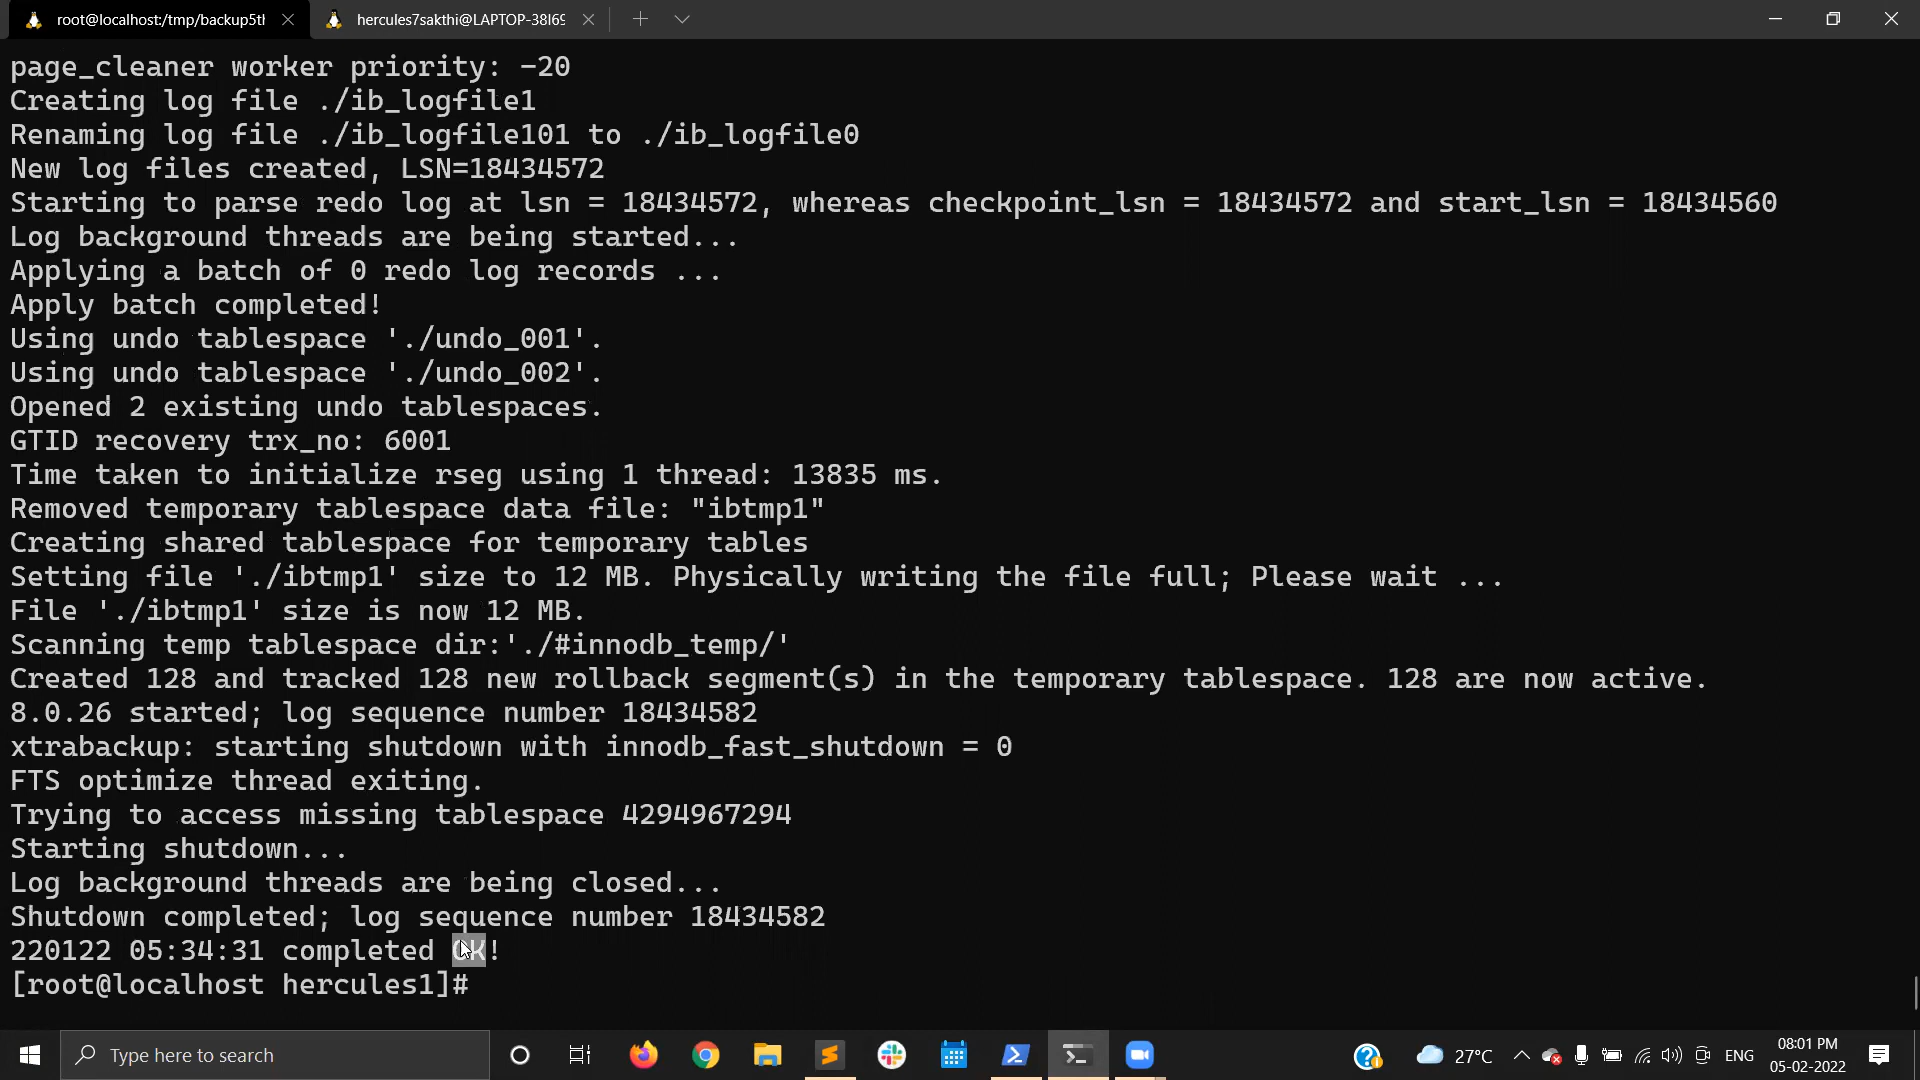 root@localhost:/tmp/backup5th
hercules7sakthi@LAPTOP-38I69
page_cleaner worker priority: -20
Creating log file ./ib_logfile1
Renaming log file ./ib_logfile101 to ./ib_logfile0
New log files created, LSN=18434572
Starting to parse redo log at lsn = 18434572, whereas checkpoint_lsn = 18434572 and start_lsn = 18434560
Log background threads are being started...
Applying a batch of 0 redo log records ...
Apply batch completed!
Using undo tablespace './undo_001'.
Using undo tablespace './undo_002'.
Opened 2 existing undo tablespaces.
GTID recovery trx_no: 6001
Time taken to initialize rseg using 1 thread: 13835 ms.
Removed temporary tablespace data file: "ibtmp1"
Creating shared tablespace for temporary tables
Setting file './ibtmp1' size to 12 MB. Physically writing the file full; Please wait ...
File './ibtmp1' size is now 12 MB.
Scanning temp tablespace dir:'./#innodb_temp/'
Created 128 and tracked 128 new rollback segment(s) in the temporary tablespace. 128 are now active.
8.0.26 started; log sequence number 18434582
xtrabackup: starting shutdown with innodb_fast_shutdown = 0
FTS optimize thread exiting.
Trying to access missing tablespace 4294967294
Starting shutdown...
Log background threads are being closed...
Shutdown completed; log sequence number 18434582
220122 05:34:31 completed OK!
[root@localhost hercules1]#
Type here to search
27°C
ENG
08:01 PM
05-02-2022